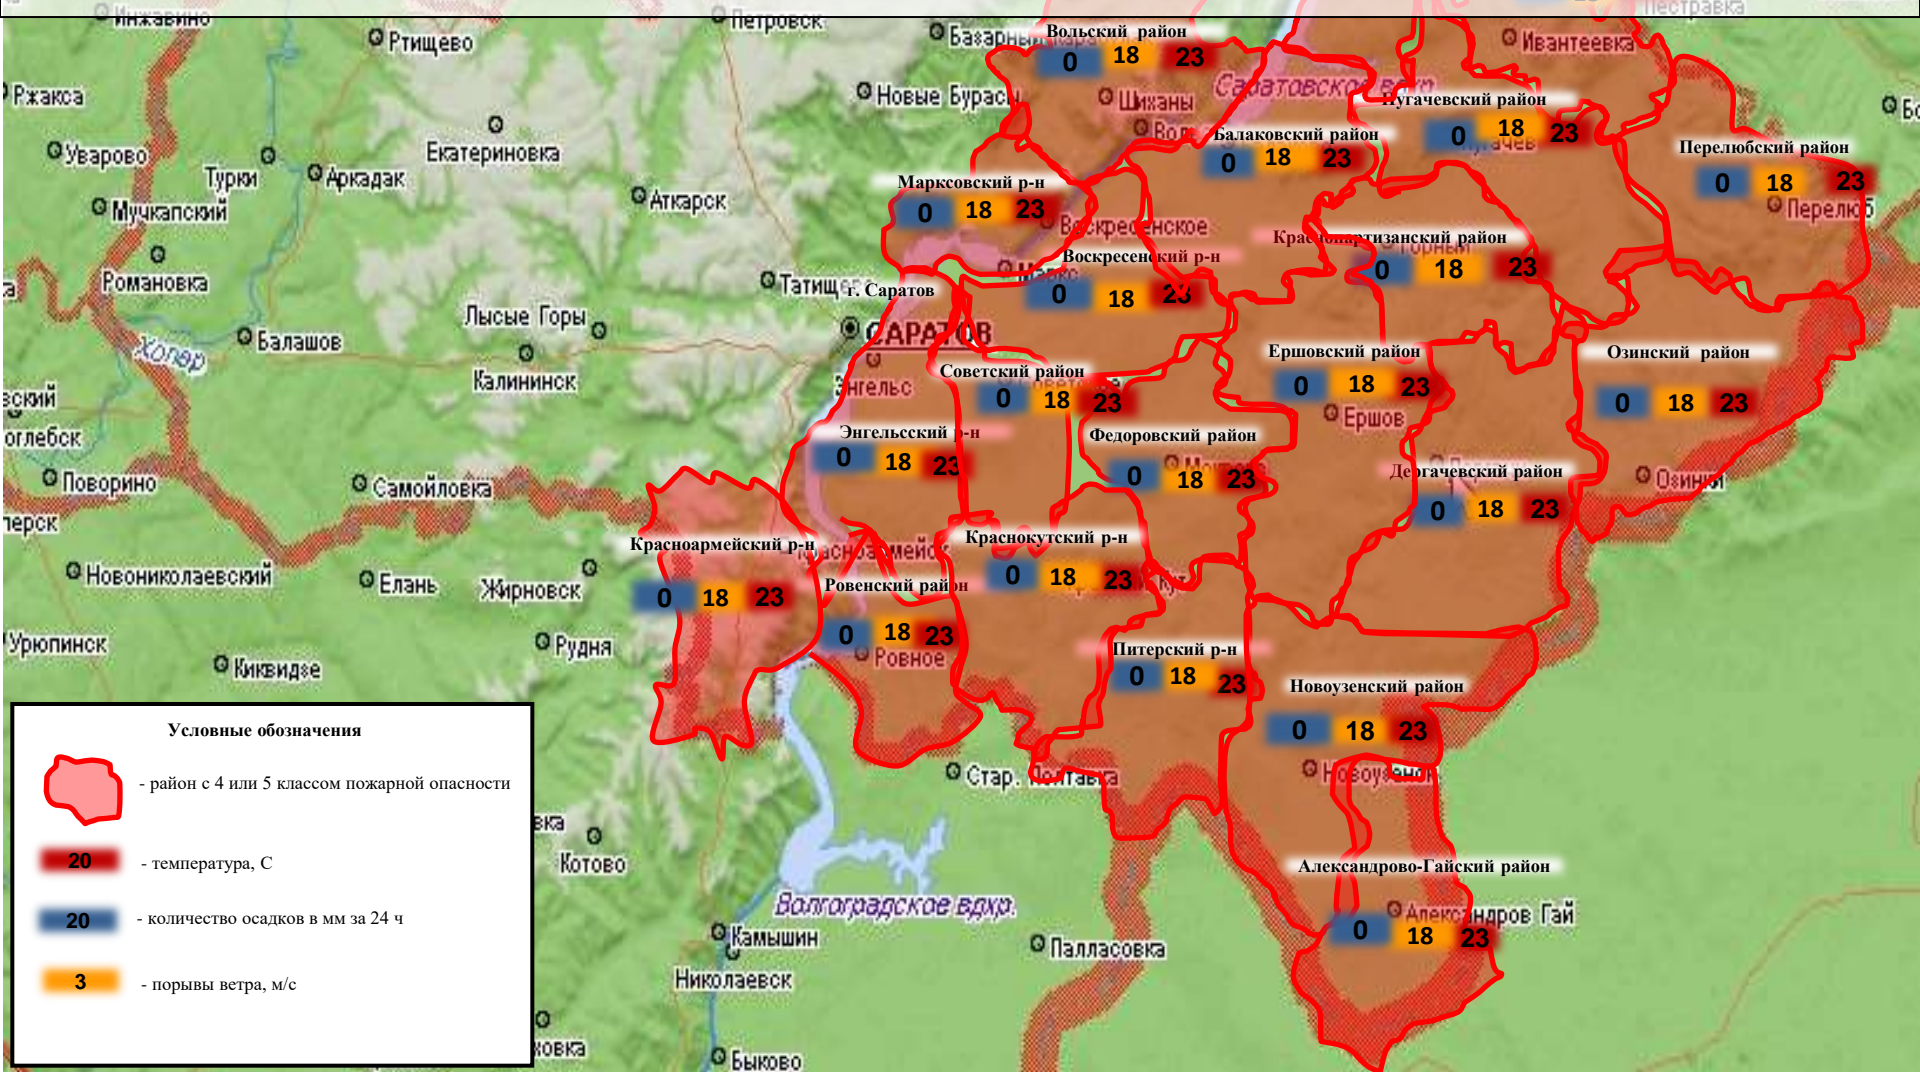 Инжавино
Петровск
Пестравка
Ртищево
Вольский район
0 18 23
Ивантеевка
Ржакса
Новые Бурасы
Шиханы
Саратовское вдхр.
Пугачевский район
0 18 23
Уварово
Екатериновка
Балаковский район
0 18 23
Перелюбский район
0 18 23
Перелюб
Турки
Аркадак
Аткарск
Мучкапский
Марксовский р-н
0 18 23
Воскресенское
Краснопартизанский район
0 18 23
Романовка
Воскресенский р-н
0 18 23
г. Саратов
САРАТОВ
Лысые Горы
Балашов
Хопер
Калининск
Энгельс
Советский район
0 18 23
Ершовский район
0 18 23
Ершов
Озинский район
0 18 23
Озинки
Энгельсский р-н
0 18 23
Федоровский район
0 18 23
Дергачевский район
0 18 23
Поворино
Самойловка
Красноармейский р-н
0 18 23
Краснокутский р-н
0 18 23
Новониколаевский
Елань
Жирновск
Ровенский район
0 18 23
Ровное
Урюпинск
Киквидзе
Рудня
Питерский р-н
0 18 23
Новоузенский район
0 18 23
Новоузенск
Стар. Полтавка
Александрово-Гайский район
0 18 23
Александров Гай
Котово
Волгоградское вдхр.
Камышин
Николаевск
Палласовка
Быково
Условные обозначения
- район с 4 или 5 классом пожарной опасности
20 - температура, С
20 - количество осадков в мм за 24 ч
3 - порывы ветра, м/с